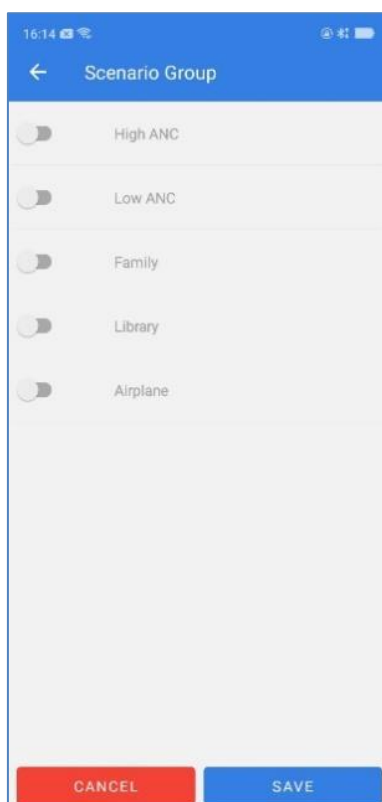 16:14
Scenario Group
High ANC
Low ANC
Family
Library
Airplane
CANCEL
SAVE